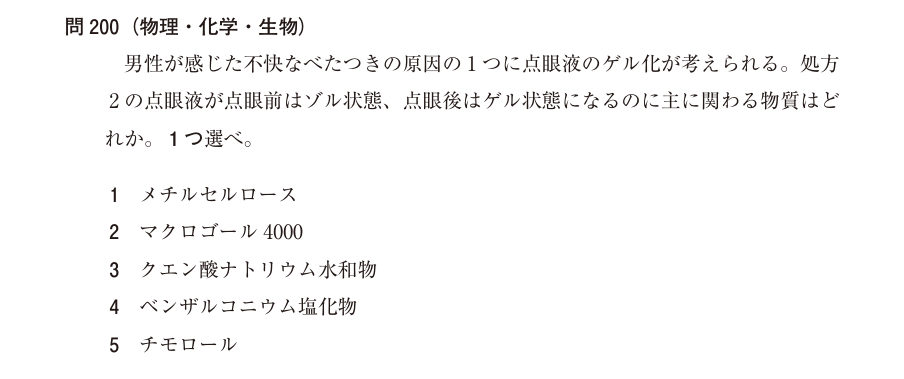 問 200（物理・化学・生物）
男性が感じた不快なべたつきの原因の１つに点眼液のゲル化が考えられる。処方
２の点眼液が点眼前はゾル状態、点眼後はゲル状態になるのに主に関わる物質はど
れか。１つ選べ。
1 メチルセルロース
2 マクロゴール 4000
3 クエン酸ナトリウム水和物
4 ベンザルコニウム塩化物
5 チモロール